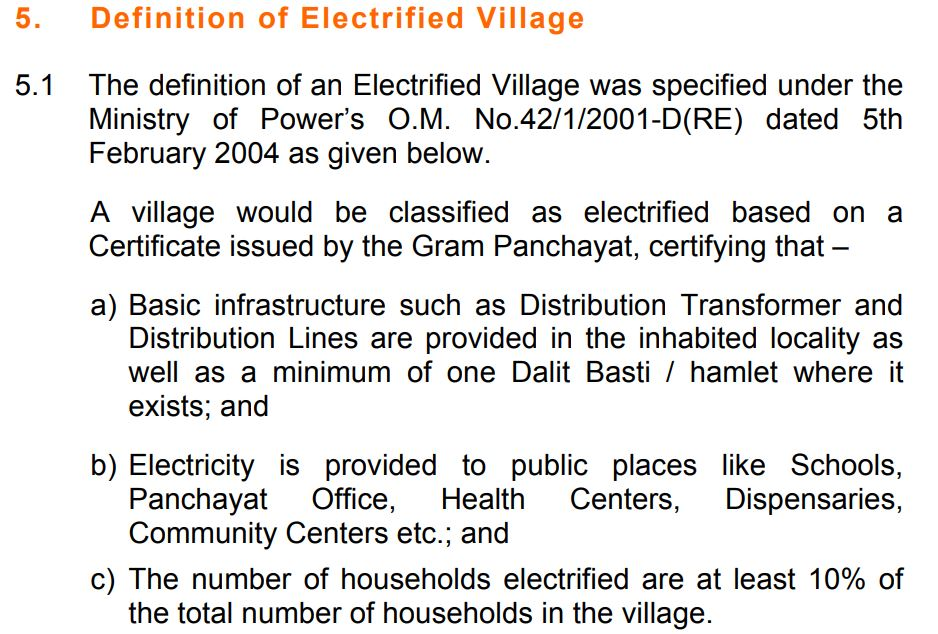 5. Definition of Electrified Village
5.1 The definition of an Electrified Village was specified under the
Ministry of Power's O.M. No.42/1/2001-D(RE) dated 5th
February 2004 as given below.
A village would be classified as electrified based on a
Certificate issued by the Gram Panchayat, certifying that –
a) Basic infrastructure such as Distribution Transformer and
Distribution Lines are provided in the inhabited locality as
well as a minimum of one Dalit Basti / hamlet where it
exists; and
b) Electricity is provided to public places like Schools,
Panchayat Office, Health Centers, Dispensaries,
Community Centers etc.; and
c) The number of households electrified are at least 10% of
the total number of households in the village.